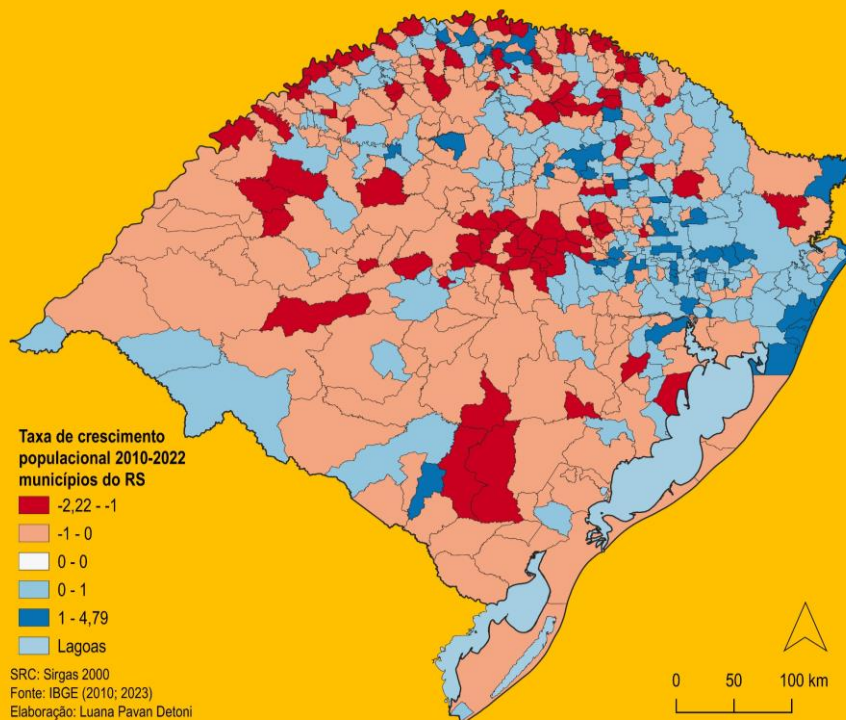 Taxa de crescimento
populacional 2010-2022
municípios do RS
-2,22 - -1
-1 - 0
0 - 0
0 - 1
1 - 4,79
Lagoas
SRC: Sirgas 2000
Fonte: IBGE (2010; 2023)
Elaboração: Luana Pavan Detoni
0 50 100 km